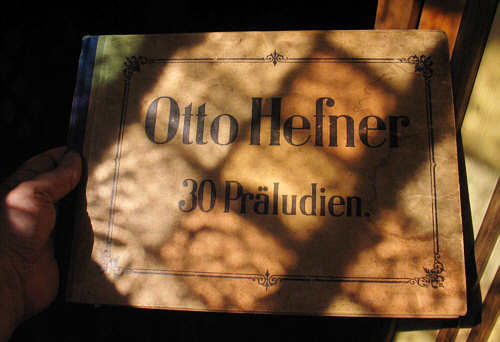 Otto Hefner
30 Präludien.